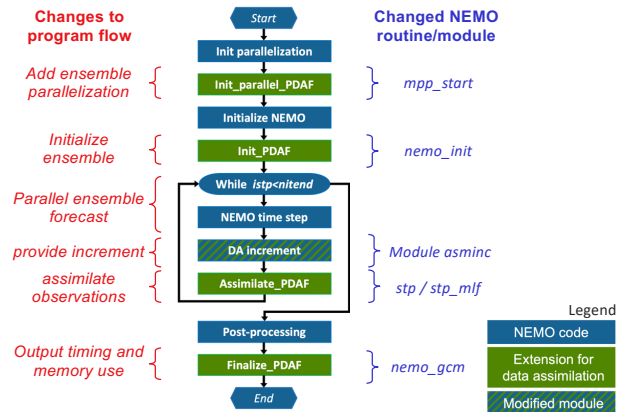 Changes to
program flow
Changed NEMO
routine/module
Start
Init parallelization
Add ensemble
parallelization
Init_parallel_PDAF
mpp_start
Initialize NEMO
Initialize
ensemble
Init_PDAF
nemo_init
While istp<nitend
Parallel ensemble
forecast
NEMO time step
provide increment
DA increment
Module asminc
assimilate
observations
Assimilate_PDAF
stp / stp_mlf
Post-processing
Output timing and
memory use
Finalize_PDAF
nemo_gcm
End
Legend
NEMO code
Extension for
data assimilation
Modified module